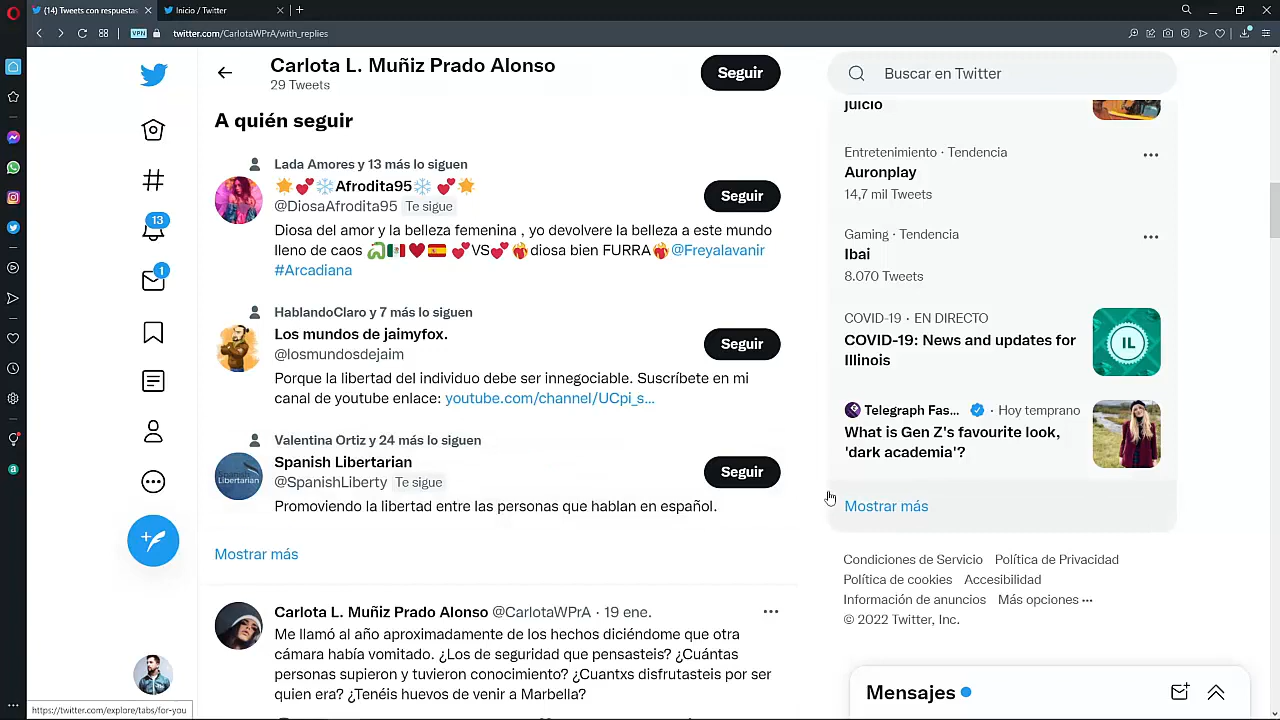 (14) Tweets con respuestas
Inicio / Twitter
VPN
twitter.com/CarlotaWPrA/with_replies
Carlota L. Muñiz Prado Alonso
29 Tweets
Seguir
A quién seguir
Lada Amores y 13 más lo siguen
🌟💕❄️Afrodita95❄️ 💕🌟
@DiosaAfrodita95 Te sigue
Seguir
Diosa del amor y la belleza femenina , yo devolvere la belleza a este mundo
lleno de caos 🐉🇲🇽❤️🇪🇸 💕VS💕 ❤️‍🔥diosa bien FURRA❤️‍🔥@Freyalavanir
#Arcadiana
HablandoClaro y 7 más lo siguen
Los mundos de jaimyfox.
@losmundosdejaim
Seguir
Porque la libertad del individuo debe ser innegociable. Suscríbete en mi
canal de youtube enlace: youtube.com/channel/UCpi_s...
Valentina Ortiz y 24 más lo siguen
Spanish Libertarian
@SpanishLiberty Te sigue
Seguir
Spanish
Libertarian
Promoviendo la libertad entre las personas que hablan en español.
Mostrar más
Carlota L. Muñiz Prado Alonso @CarlotaWPrA · 19 ene.
Me llamó al año aproximadamente de los hechos diciéndome que otra
cámara había vomitado. ¿Los de seguridad que pensasteis? ¿Cuántas
personas supieron y tuvieron conocimiento? ¿Cuantxs disfrutasteis por ser
quien era? ¿Tenéis huevos de venir a Marbella?
13
1
https://twitter.com/explore/tabs/for-you
Buscar en Twitter
juicio
Entretenimiento · Tendencia
Auronplay
14,7 mil Tweets
Gaming · Tendencia
Ibai
8.070 Tweets
COVID-19 · EN DIRECTO
COVID-19: News and updates for
Illinois
IL
Telegraph Fas... · Hoy temprano
What is Gen Z's favourite look,
'dark academia'?
Mostrar más
Condiciones de Servicio Política de Privacidad
Política de cookies Accesibilidad
Información de anuncios Más opciones ···
© 2022 Twitter, Inc.
Mensajes